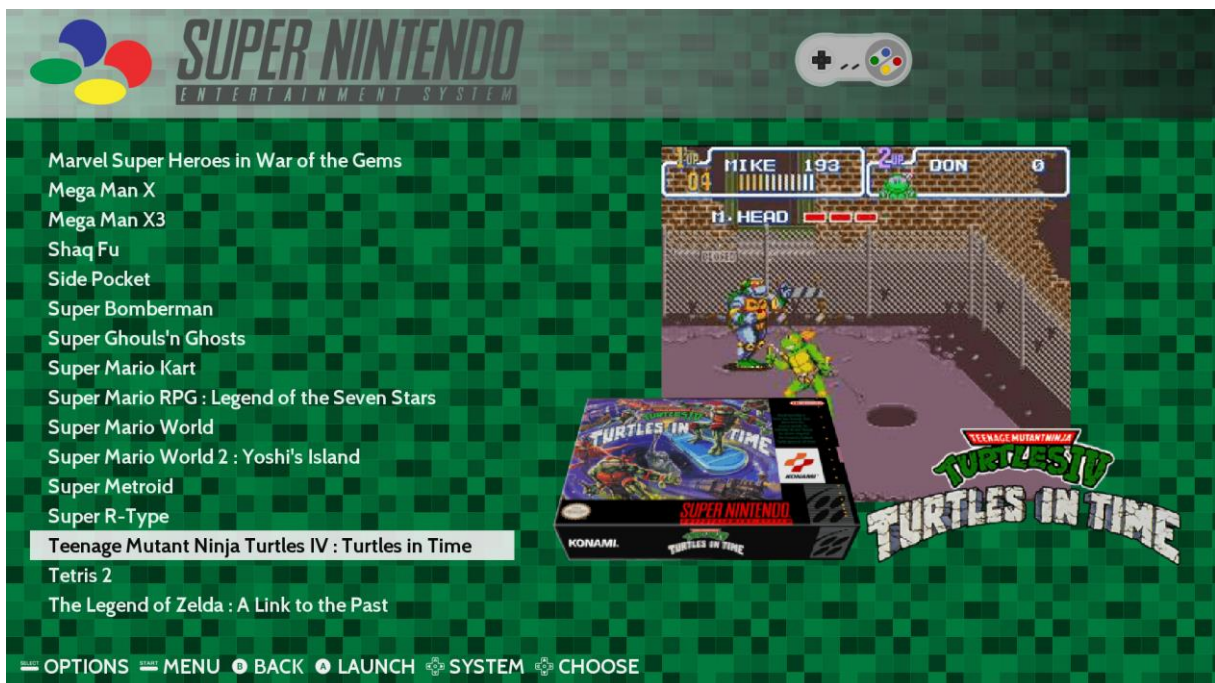 SUPER NINTENDO
ENTERTAINMENT SYSTEM
Marvel Super Heroes in War of the Gems
Mega Man X
Mega Man X3
Shaq Fu
Side Pocket
Super Bomberman
Super Ghouls'n Ghosts
Super Mario Kart
Super Mario RPG : Legend of the Seven Stars
Super Mario World
Super Mario World 2 : Yoshi's Island
Super Metroid
Super R-Type
Teenage Mutant Ninja Turtles IV : Turtles in Time
Tetris 2
The Legend of Zelda : A Link to the Past
1UP MIKE 193 2UP DON 0
04
M.HEAD
TURTLES IV
TURTLES IN TIME
KONAMI
SUPER NINTENDO
KONAMI.
TURTLES IN TIME
TEENAGE MUTANT NINJA
TURTLES IV
TURTLES IN TIME
SELECT OPTIONS START MENU B BACK A LAUNCH SYSTEM CHOOSE